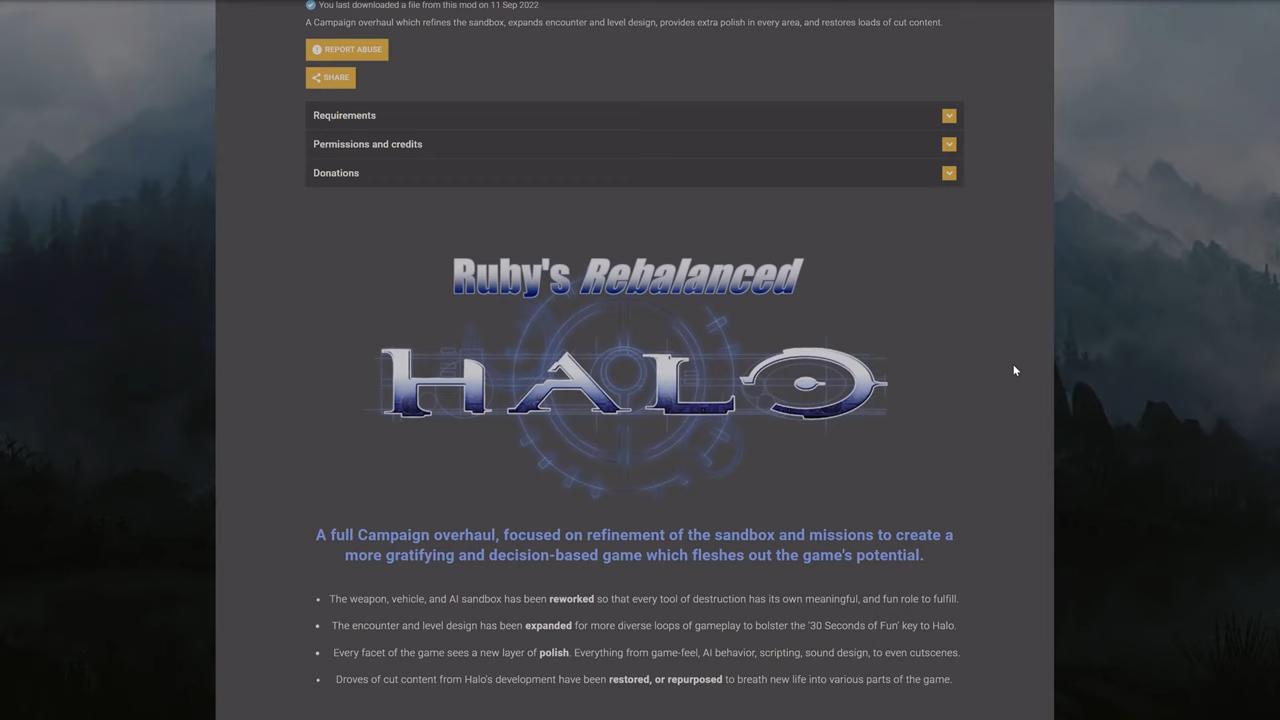 You last downloaded a file from this mod on 11 Sep 2022
A Campaign overhaul which refines the sandbox, expands encounter and level design, provides extra polish in every area, and restores loads of cut content.
REPORT ABUSE
SHARE
Requirements
Permissions and credits
Donations
Ruby's Rebalanced
HALO
A full Campaign overhaul, focused on refinement of the sandbox and missions to create a
more gratifying and decision-based game which fleshes out the game's potential.
• The weapon, vehicle, and AI sandbox has been reworked so that every tool of destruction has its own meaningful, and fun role to fulfill.
• The encounter and level design has been expanded for more diverse loops of gameplay to bolster the '30 Seconds of Fun' key to Halo.
• Every facet of the game sees a new layer of polish. Everything from game-feel, AI behavior, scripting, sound design, to even cutscenes.
• Droves of cut content from Halo's development have been restored, or repurposed to breath new life into various parts of the game.